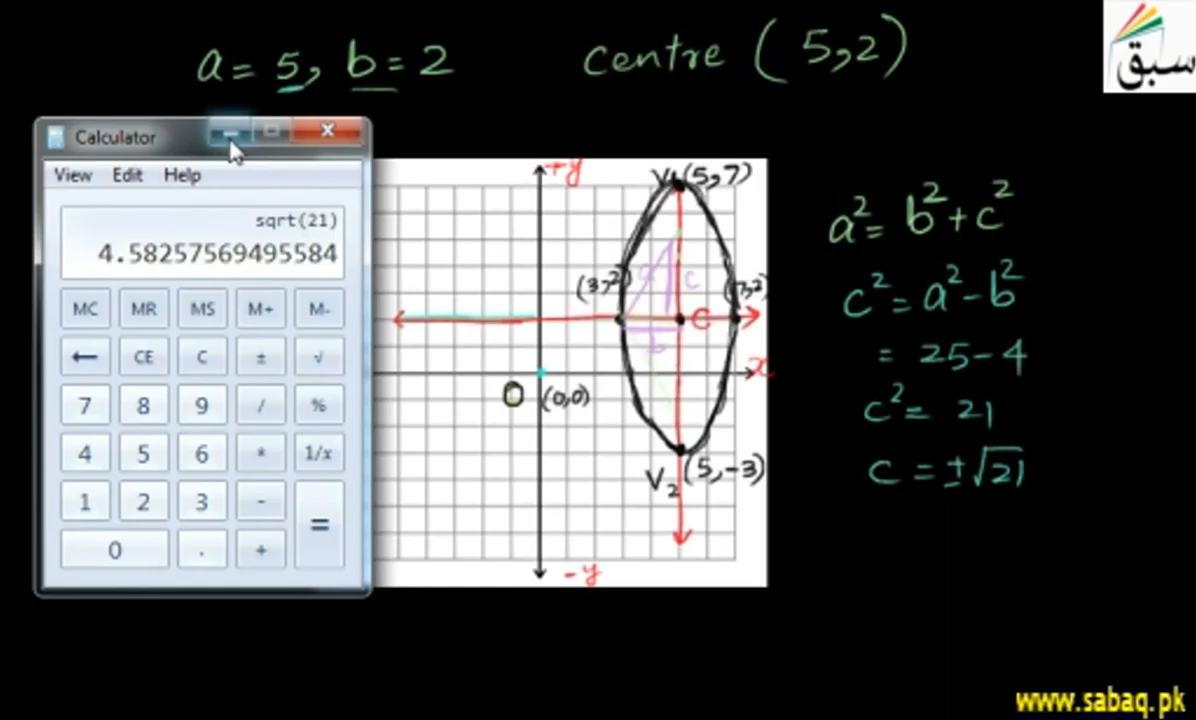 a = 5, b = 2 centre (5,2)
سبق
Calculator
View Edit Help
sqrt(21)
4.58257569495584
MC MR MS M+ M-
← CE C ± √
7 8 9 / %
4 5 6 * 1/x
1 2 3 - =
0 . +
+y
V₁(5,7)
(3,2) (7,2)
a c
C
b
x
O (0,0)
V₂ (5,-3)
-y
a² = b² + c²
c² = a² - b²
= 25 - 4
c² = 21
c = ±√21
www.sabaq.pk